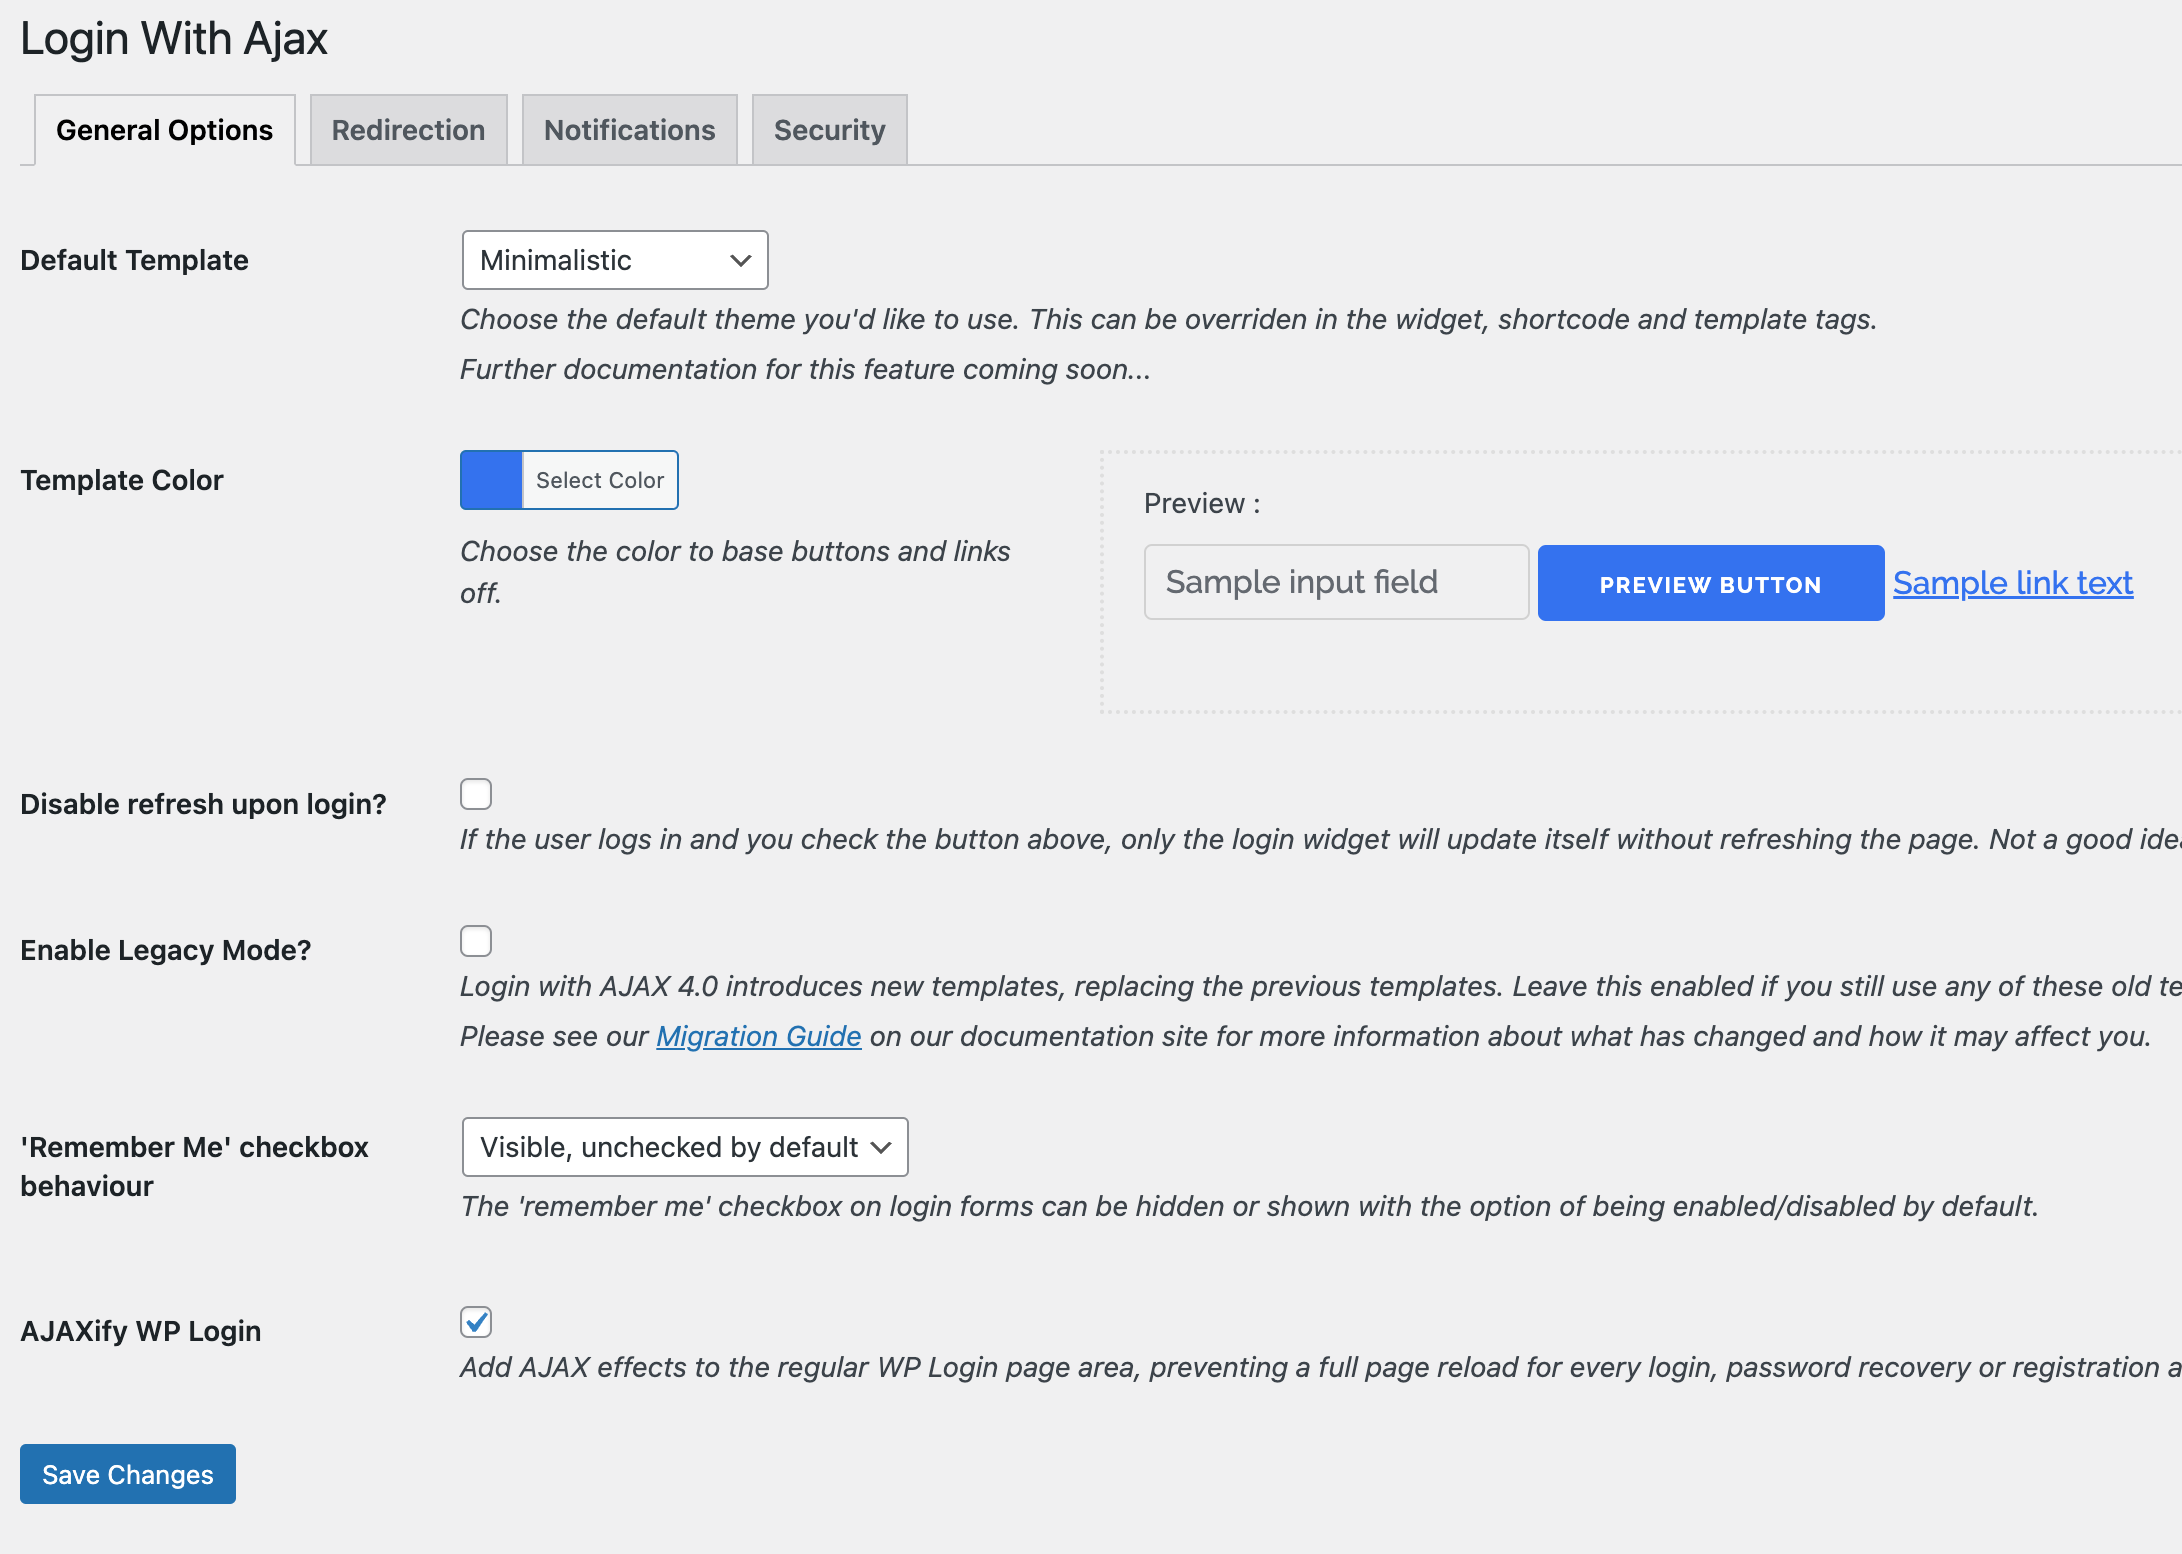 Login With Ajax
General Options
Redirection
Notifications
Security
Default Template
Minimalistic
Choose the default theme you'd like to use. This can be overriden in the widget, shortcode and template tags.
Further documentation for this feature coming soon...
Template Color
Select Color
Choose the color to base buttons and links
off.
Preview :
Sample input field
PREVIEW BUTTON
Sample link text
Disable refresh upon login?
If the user logs in and you check the button above, only the login widget will update itself without refreshing the page. Not a good
Enable Legacy Mode?
Login with AJAX 4.0 introduces new templates, replacing the previous templates. Leave this enabled if you still use any of these old
Please see our Migration Guide on our documentation site for more information about what has changed and how it may affect you.
'Remember Me' checkbox
behaviour
Visible, unchecked by default
The 'remember me' checkbox on login forms can be hidden or shown with the option of being enabled/disabled by default.
AJAXify WP Login
Add AJAX effects to the regular WP Login page area, preventing a full page reload for every login, password recovery or registration
Save Changes